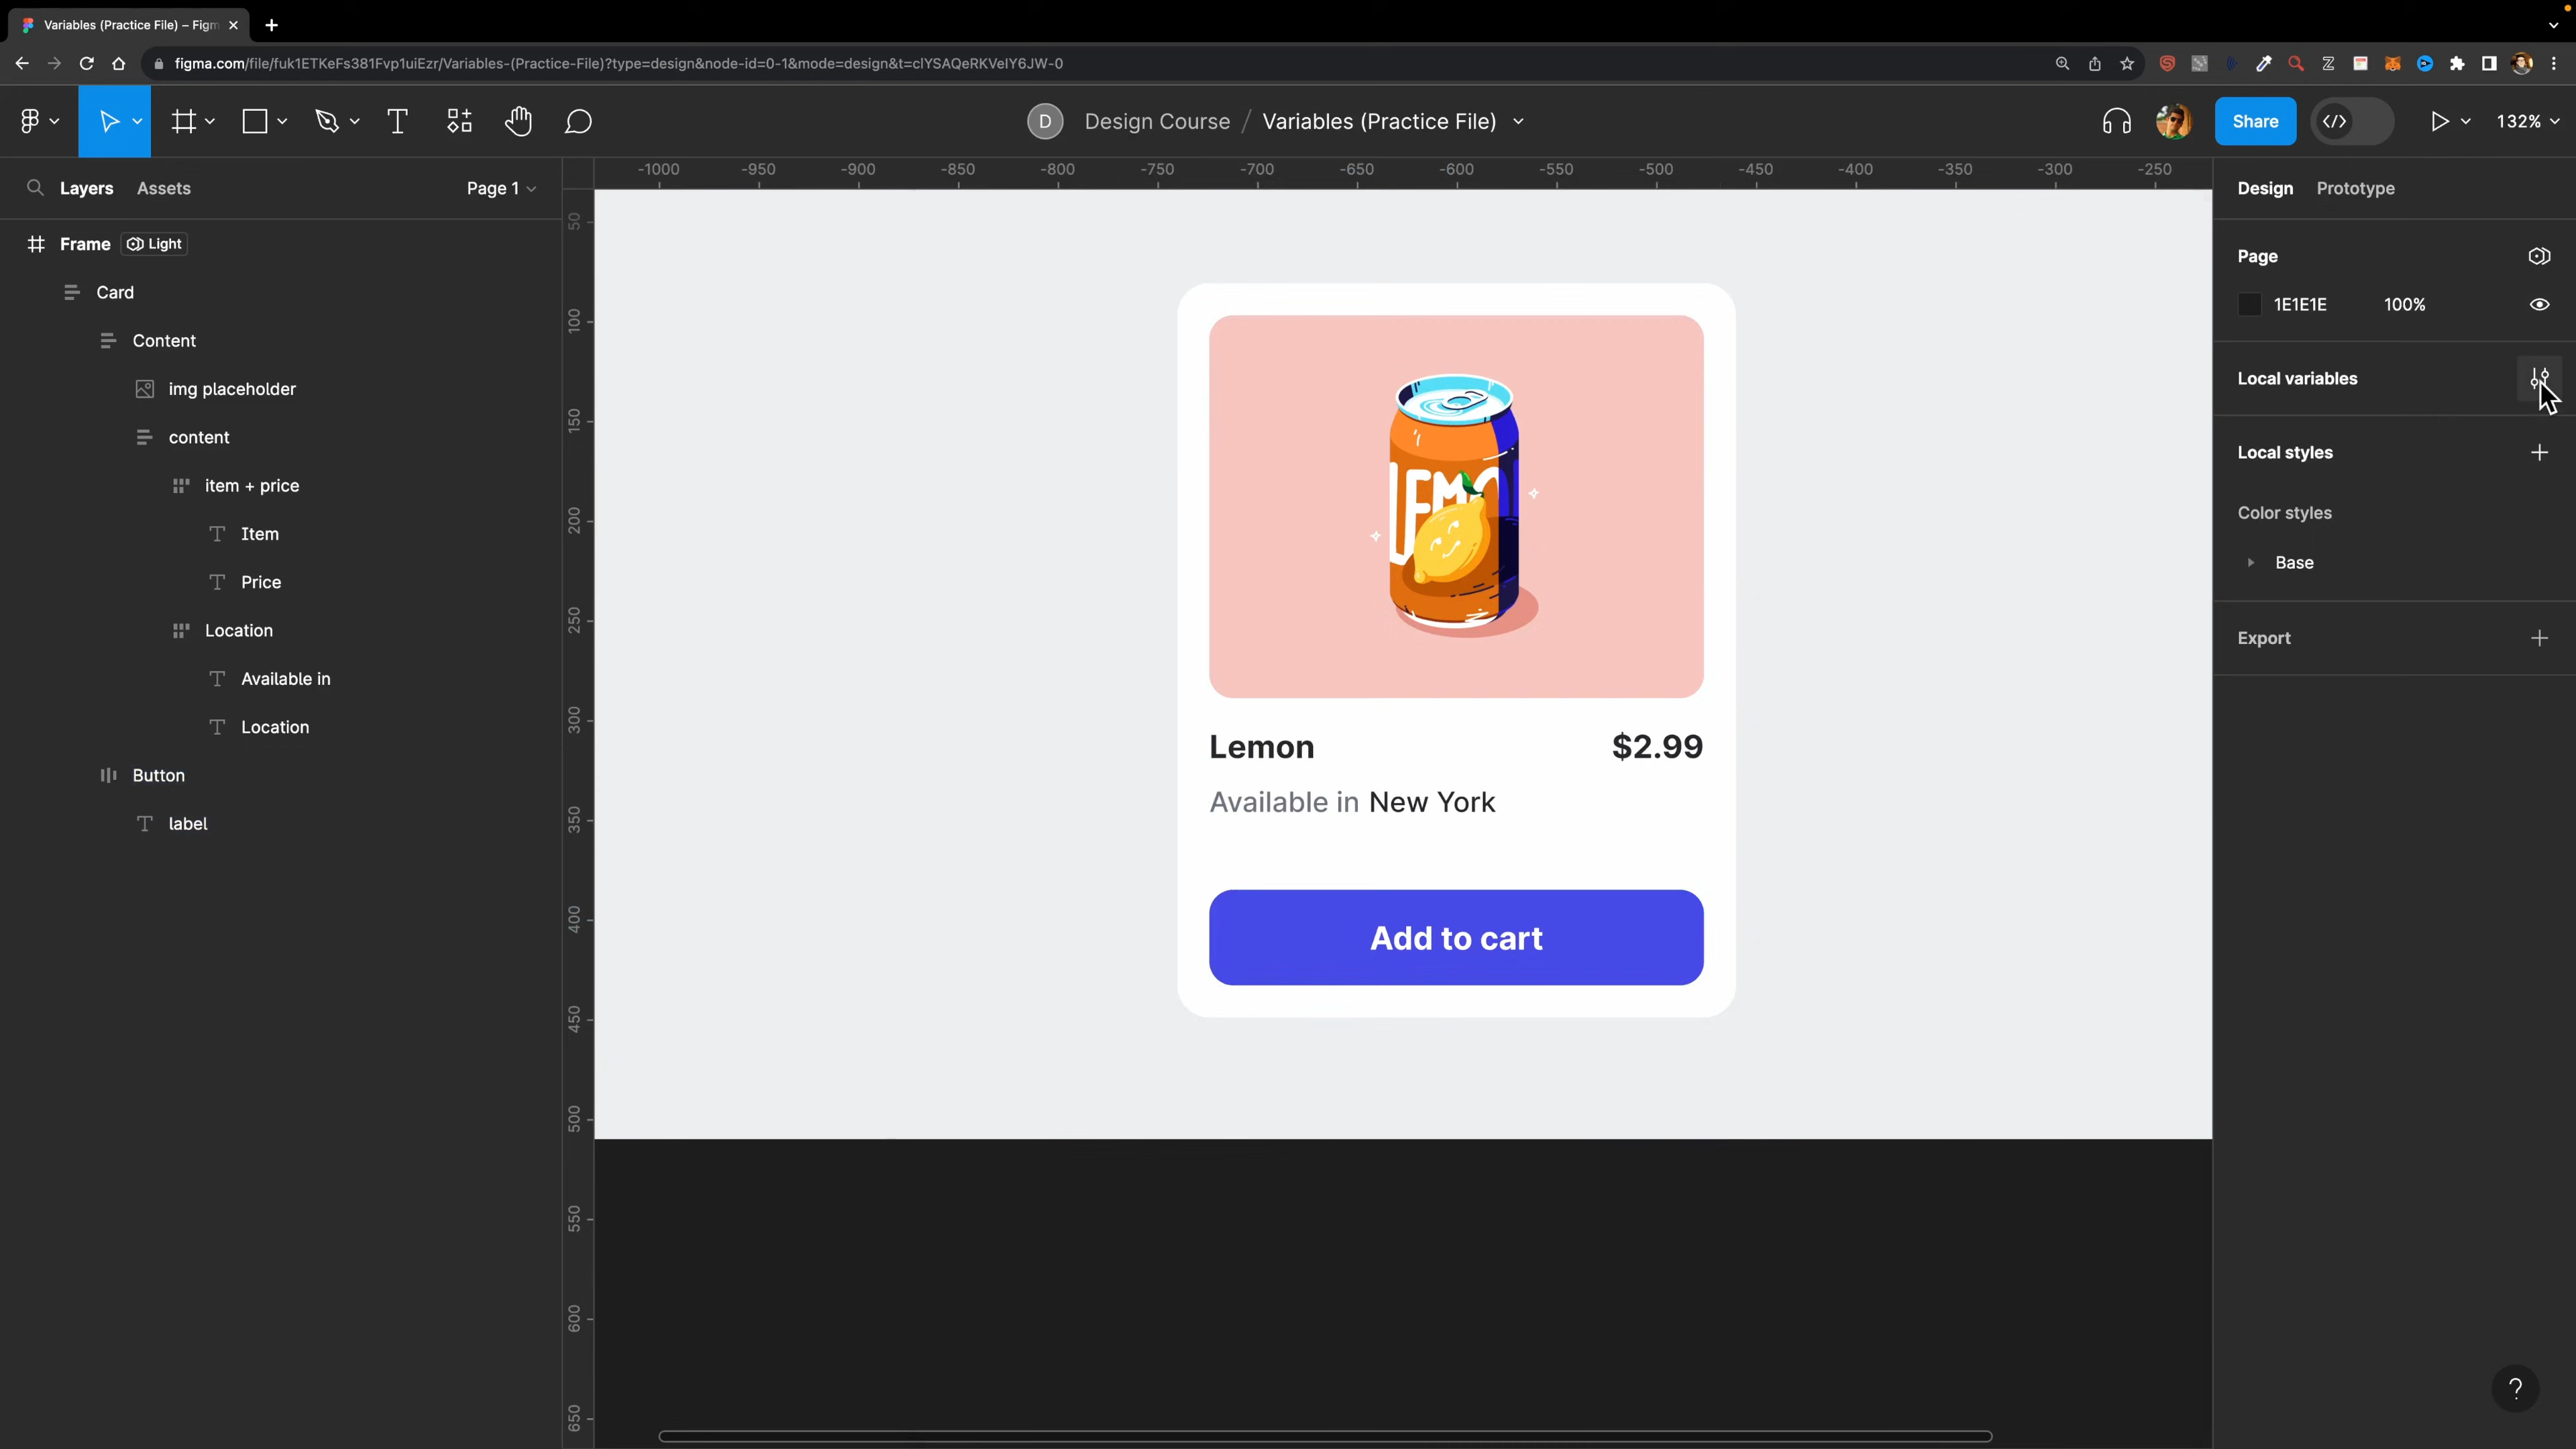 Variables (Practice File) – Figm
figma.com/file/fuk1ETKeFs381Fvp1uiEzr/Variables-(Practice-File)?type=design&node-id=0-1&mode=design&t=clYSAQeRKVelY6JW-0
D Design Course / Variables (Practice File)
Share
132%
Layers Assets Page 1
-1000 -950 -900 -850 -800 -750 -700 -650 -600 -550 -500 -450 -400 -350 -300 -250
50
100
150
200
250
300
350
400
450
500
550
600
650
Frame Light
Card
Content
img placeholder
content
item + price
Item
Price
Location
Available in
Location
Button
label
LEMO
Lemon $2.99
Available in New York
Add to cart
Design Prototype
Page
1E1E1E 100%
Local variables
Local styles
Color styles
Base
Export
?